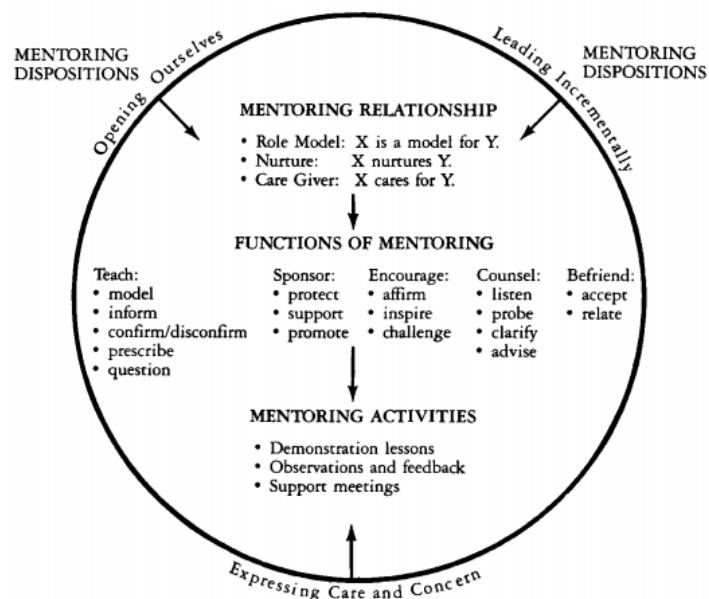 MENTORING
DISPOSITIONS
Opening Ourselves
Leading Incrementally
MENTORING
DISPOSITIONS
MENTORING RELATIONSHIP
• Role Model: X is a model for Y.
• Nurture: X nurtures Y.
• Care Giver: X cares for Y.
FUNCTIONS OF MENTORING
Teach:
• model
• inform
• confirm/disconfirm
• prescribe
• question
Sponsor:
• protect
• support
• promote
Encourage:
• affirm
• inspire
• challenge
Counsel:
• listen
• probe
• clarify
• advise
Befriend:
• accept
• relate
MENTORING ACTIVITIES
• Demonstration lessons
• Observations and feedback
• Support meetings
Expressing Care and Concern